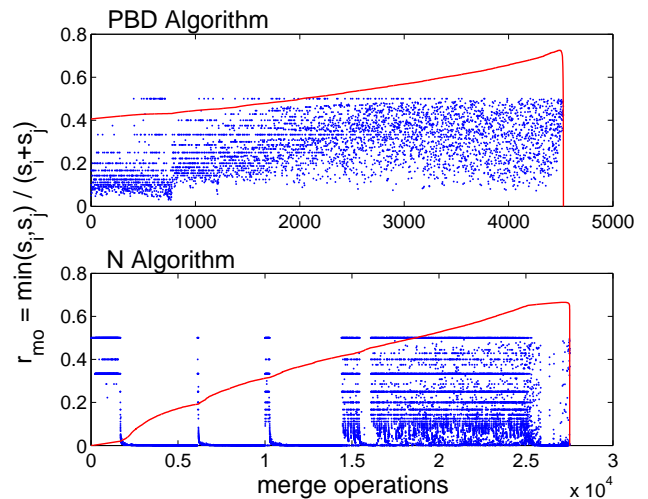 PBD Algorithm
0.8
0.6
0.4
0.2
0
0 1000 2000 3000 4000 5000
r_mo = min(s_i,s_j) / (s_i+s_j)
N Algorithm
0.8
0.6
0.4
0.2
0
0 0.5 1 1.5 2 2.5 3
x 10^4
merge operations